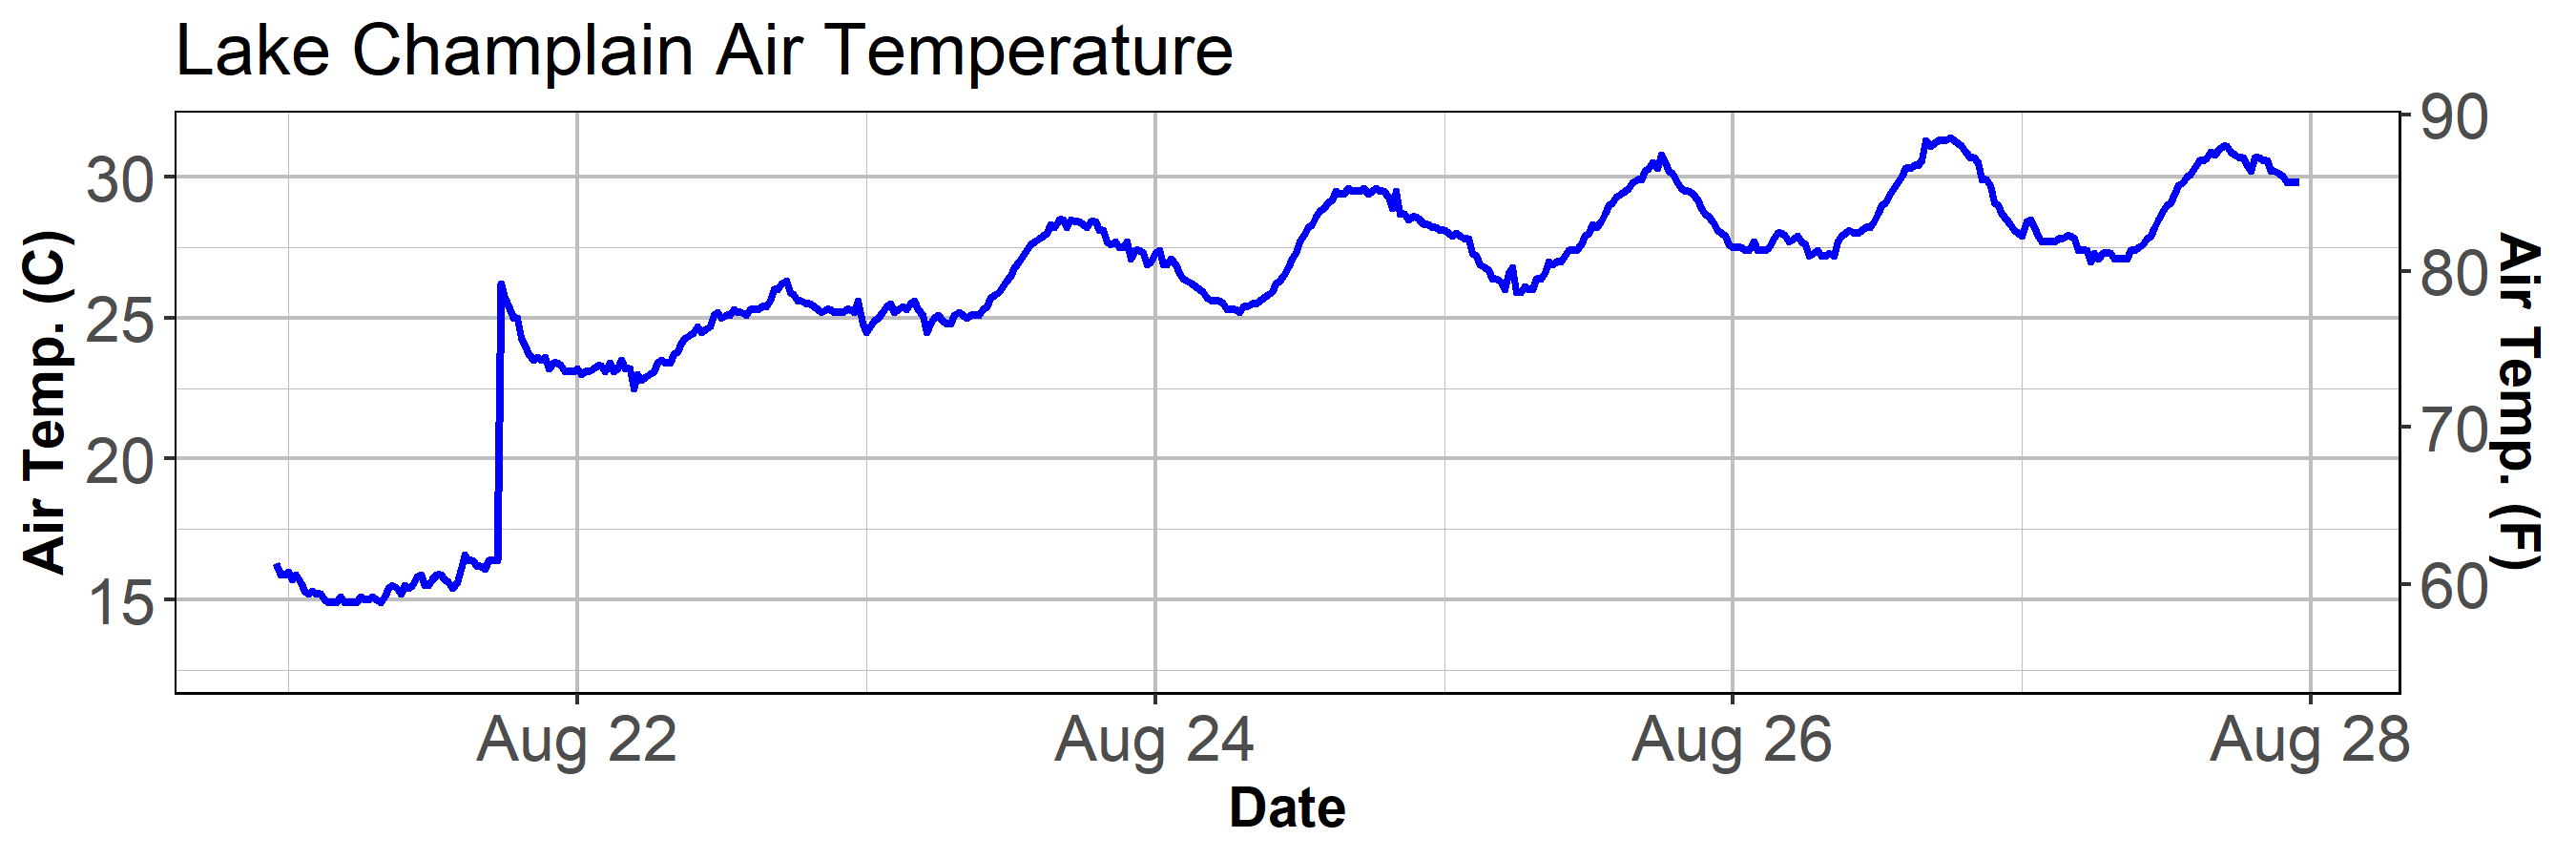 Lake Champlain Air Temperature
Air Temp. (C)
30
25
20
15
90
80
70
60
Air Temp. (F)
Aug 22
Aug 24
Aug 26
Aug 28
Date